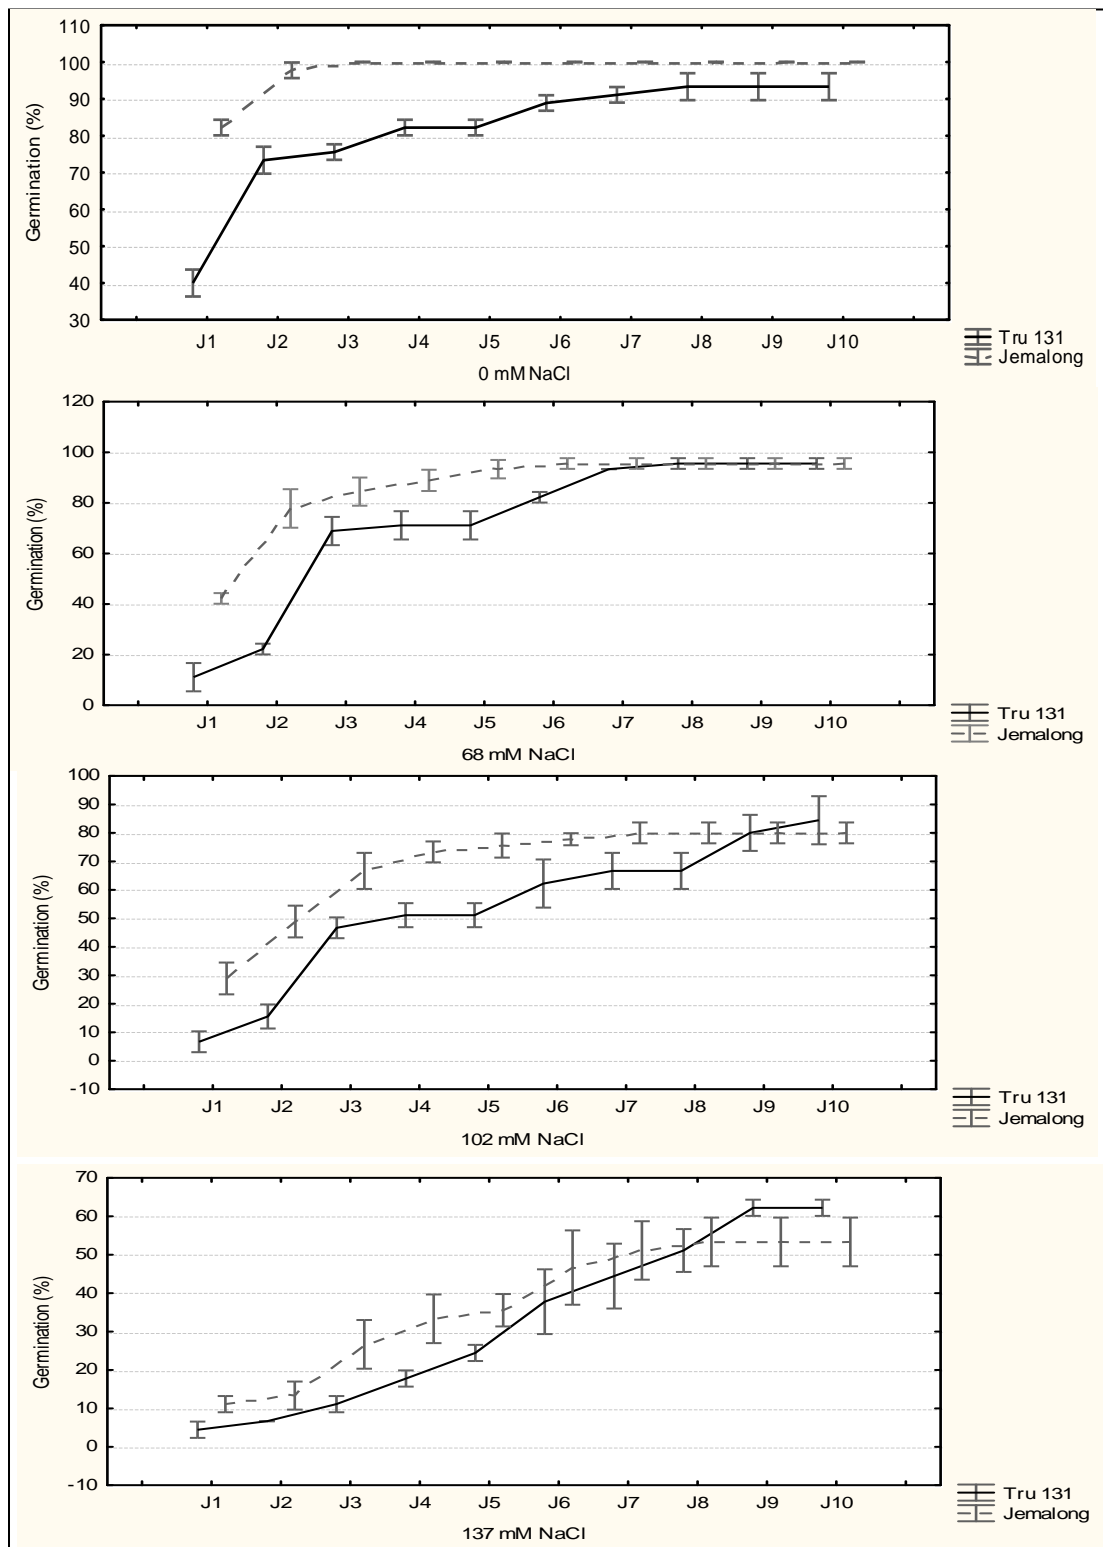 110
100
90
80
70
60
50
40
30
Germination (%)
J1 J2 J3 J4 J5 J6 J7 J8 J9 J10
0 mM NaCl
Tru 131
Jemalong
120
100
80
60
40
20
0
Germination (%)
J1 J2 J3 J4 J5 J6 J7 J8 J9 J10
68 mM NaCl
Tru 131
Jemalong
100
90
80
70
60
50
40
30
20
10
0
-10
Germination (%)
J1 J2 J3 J4 J5 J6 J7 J8 J9 J10
102 mM NaCl
Tru 131
Jemalong
70
60
50
40
30
20
10
0
-10
Germination (%)
J1 J2 J3 J4 J5 J6 J7 J8 J9 J10
137 mM NaCl
Tru 131
Jemalong